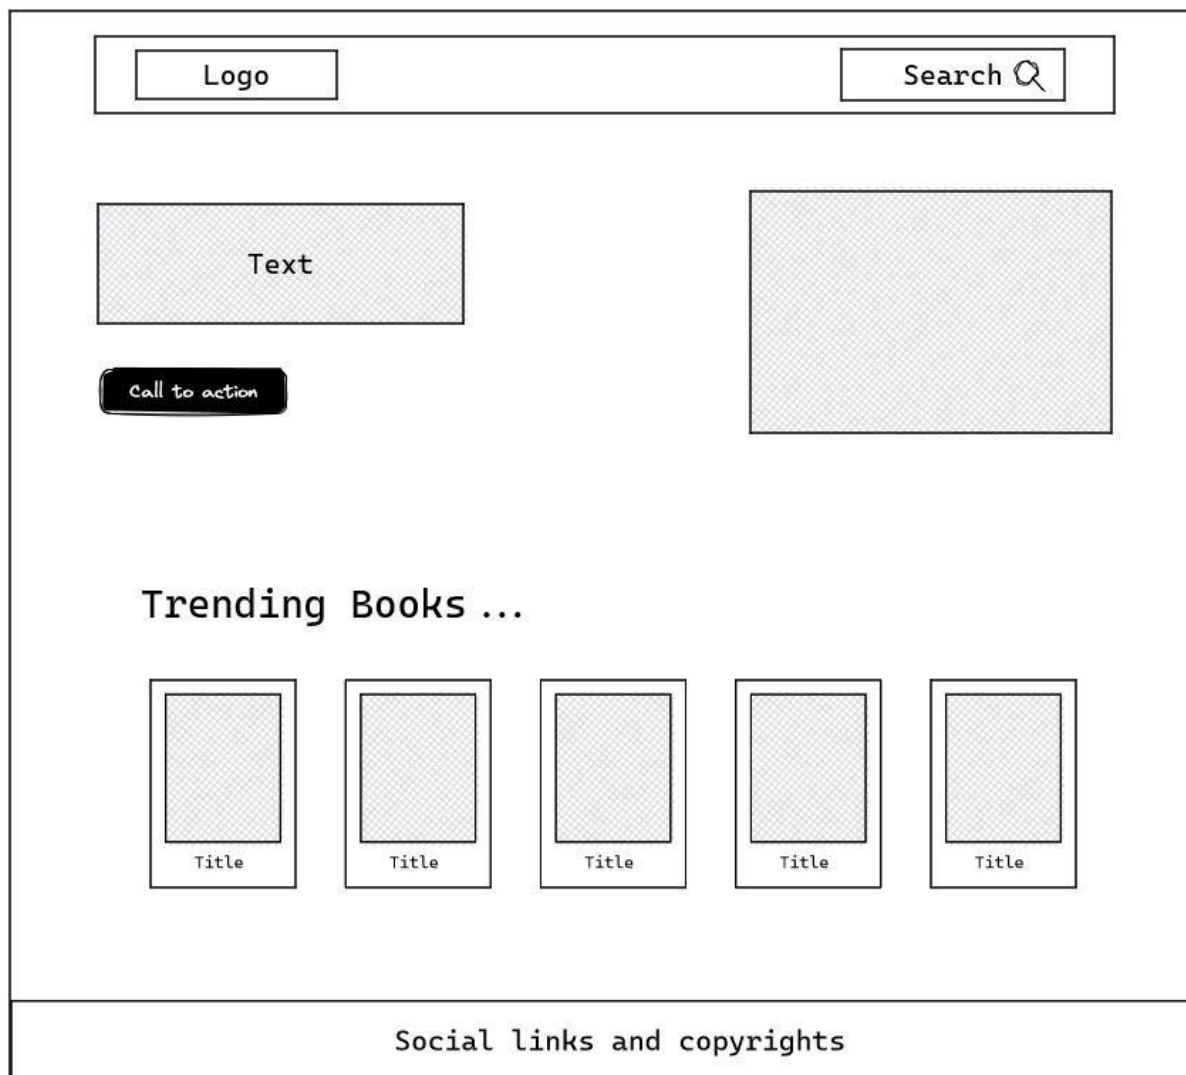 Logo
Search
Text
Call to action
Trending Books ...
Title
Title
Title
Title
Title
Social links and copyrights